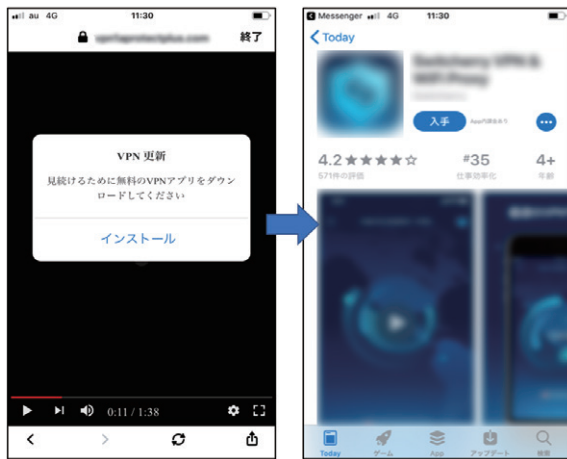 au 4G 11:30
終了
VPN 更新
見続けるために無料のVPNアプリをダウン
ロードしてください
インストール
0:11 / 1:38
Messenger 4G 11:30
Today
入手
4.2 #35 4+
571件の評価 仕事効率化 年齢
Today ゲーム App アップデート 検索